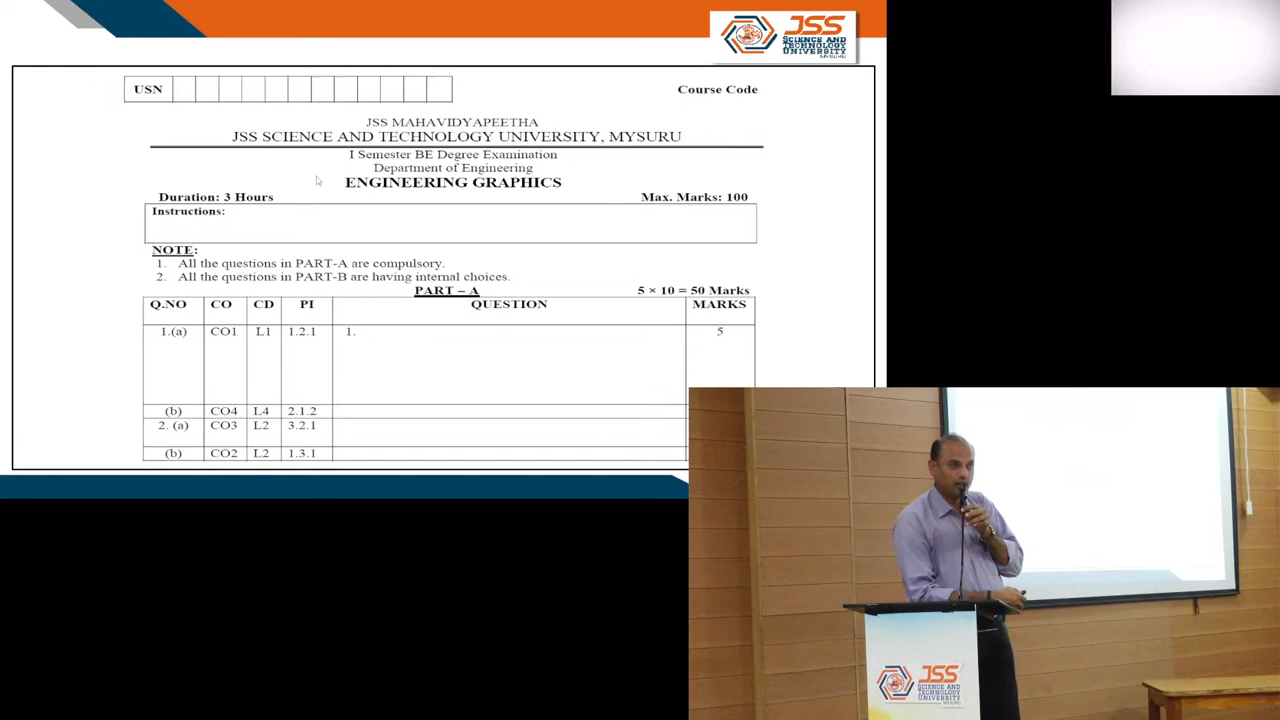 JSS
SCIENCE AND
TECHNOLOGY
UNIVERSITY
MYSURU
USN
Course Code
JSS MAHAVIDYAPEETHA
JSS SCIENCE AND TECHNOLOGY UNIVERSITY, MYSURU
I Semester BE Degree Examination
Department of Engineering
ENGINEERING GRAPHICS
Duration: 3 Hours Max. Marks: 100
Instructions:
NOTE:
1. All the questions in PART-A are compulsory.
2. All the questions in PART-B are having internal choices.
PART – A 5 × 10 = 50 Marks
Q.NO CO CD PI QUESTION MARKS
1.(a) CO1 L1 1.2.1 1. 5
(b) CO4 L4 2.1.2
2. (a) CO3 L2 3.2.1
(b) CO2 L2 1.3.1
JSS
SCIENCE AND
TECHNOLOGY
UNIVERSITY
MYSURU